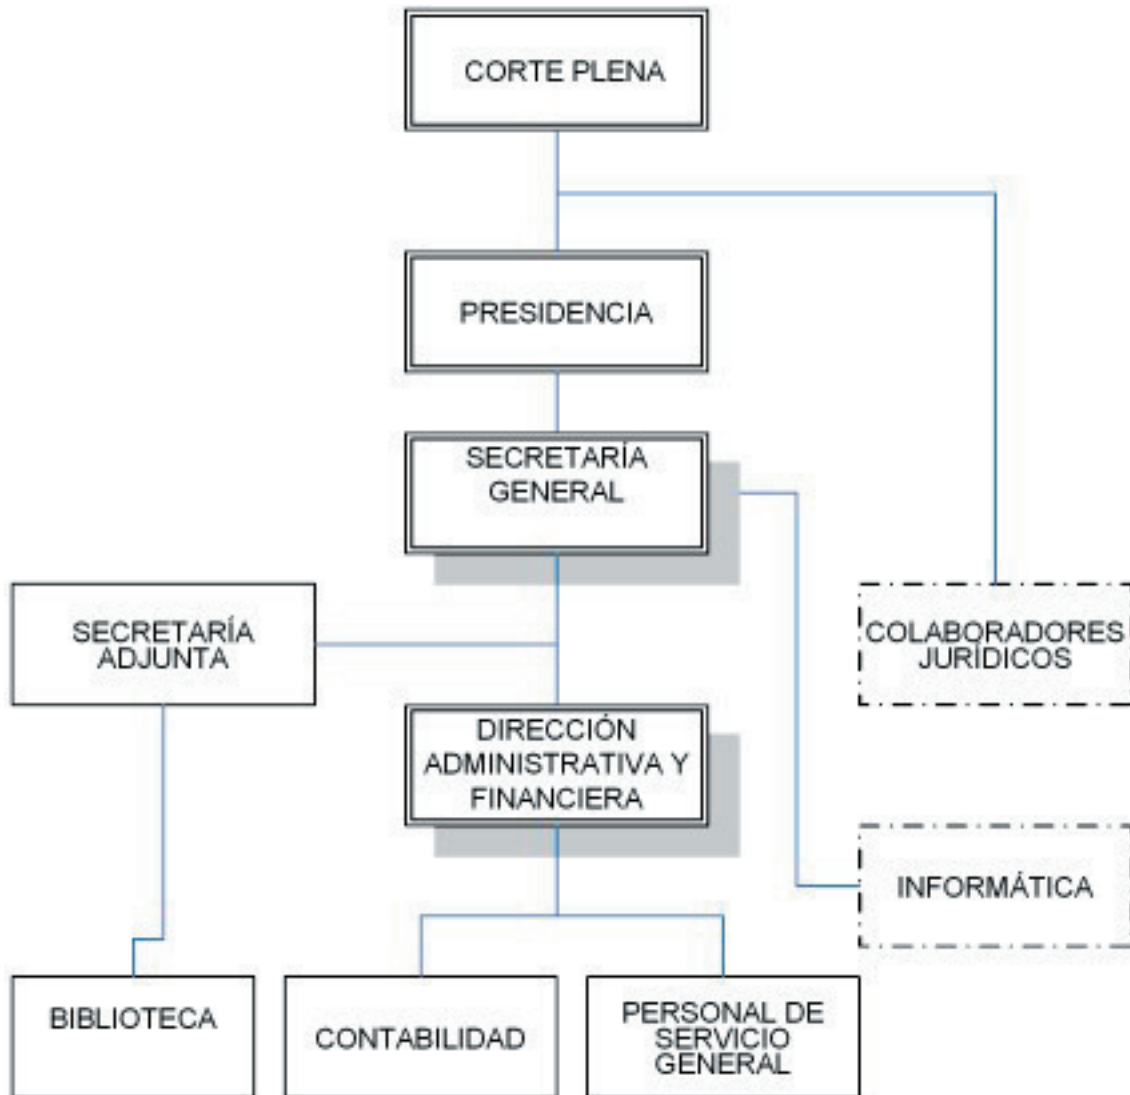 CORTE PLENA
PRESIDENCIA
SECRETARÍA
GENERAL
SECRETARÍA
ADJUNTA
COLABORADORES
JURÍDICOS
DIRECCIÓN
ADMINISTRATIVA Y
FINANCIERA
INFORMÁTICA
BIBLIOTECA
CONTABILIDAD
PERSONAL DE
SERVICIO
GENERAL